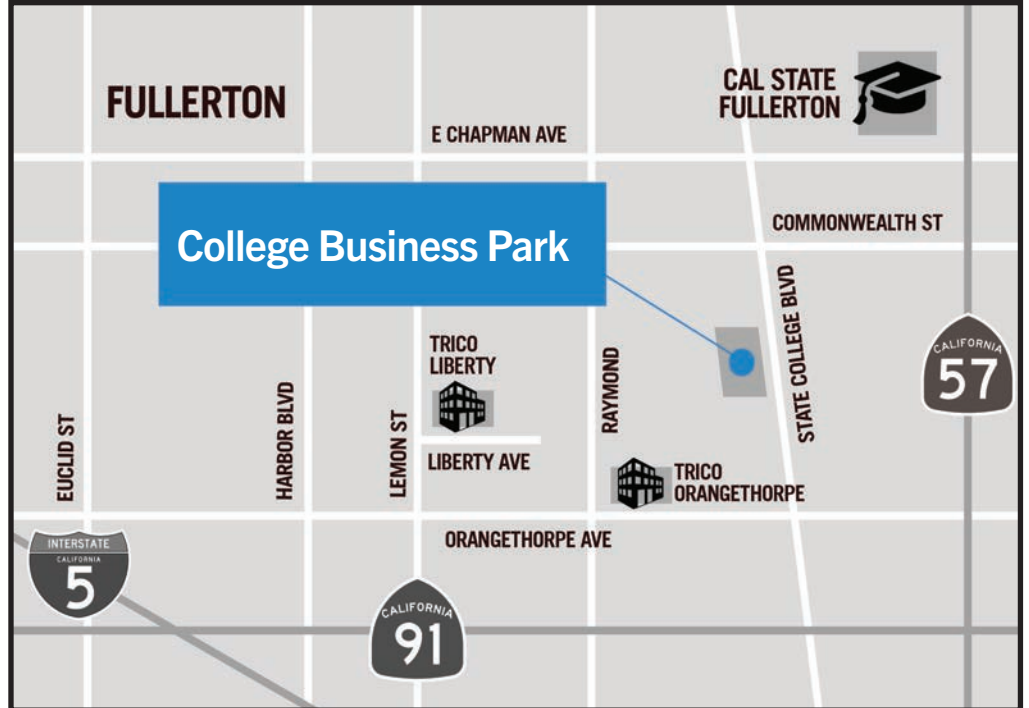 FULLERTON
CAL STATE
FULLERTON
E CHAPMAN AVE
COMMONWEALTH ST
College Business Park
STATE COLLEGE BLVD
CALIFORNIA
57
TRICO
LIBERTY
RAYMOND
EUCLID ST
HARBOR BLVD
LEMON ST
LIBERTY AVE
TRICO
ORANGETHORPE
ORANGETHORPE AVE
INTERSTATE
CALIFORNIA
5
CALIFORNIA
91